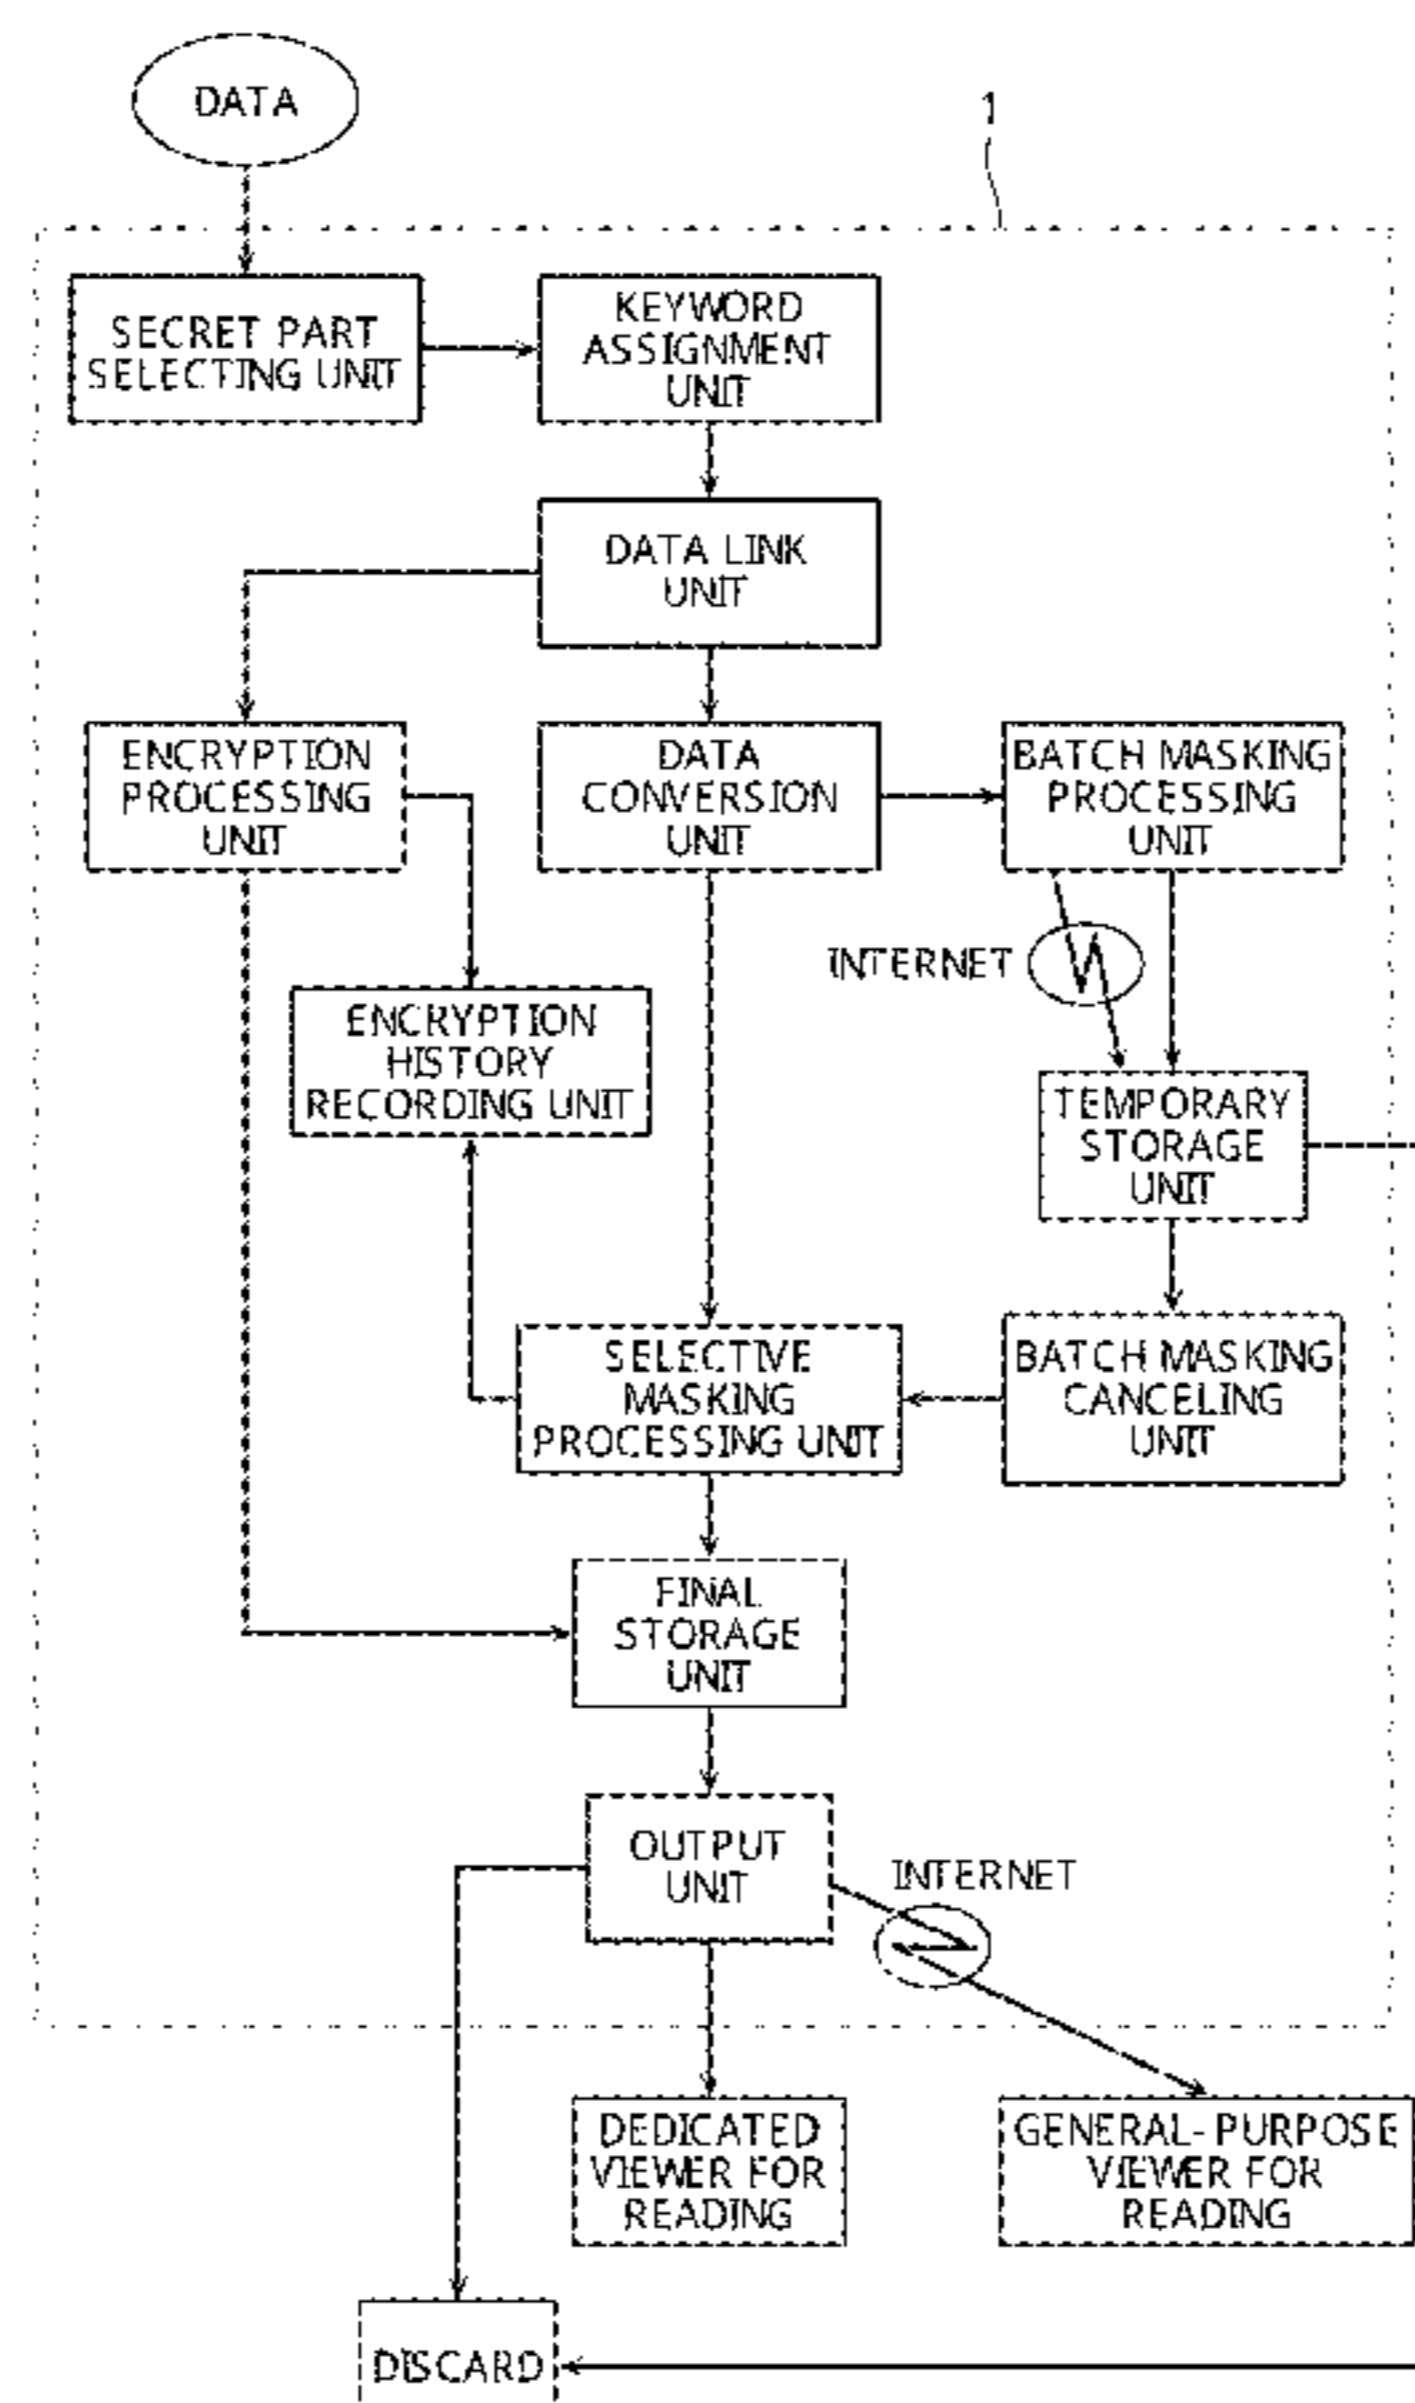 DATA
1
SECRET PART
SELECTING UNIT
KEYWORD
ASSIGNMENT
UNIT
DATA LINK
UNIT
ENCRYPTION
PROCESSING
UNIT
DATA
CONVERSION
UNIT
BATCH MASKING
PROCESSING
UNIT
INTERNET
ENCRYPTION
HISTORY
RECORDING UNIT
TEMPORARY
STORAGE
UNIT
SELECTIVE
MASKING
PROCESSING UNIT
BATCH MASKING
CANCELING
UNIT
FINAL
STORAGE
UNIT
OUTPUT
UNIT
INTERNET
DEDICATED
VIEWER FOR
READING
GENERAL-PURPOSE
VIEWER FOR
READING
DISCARD